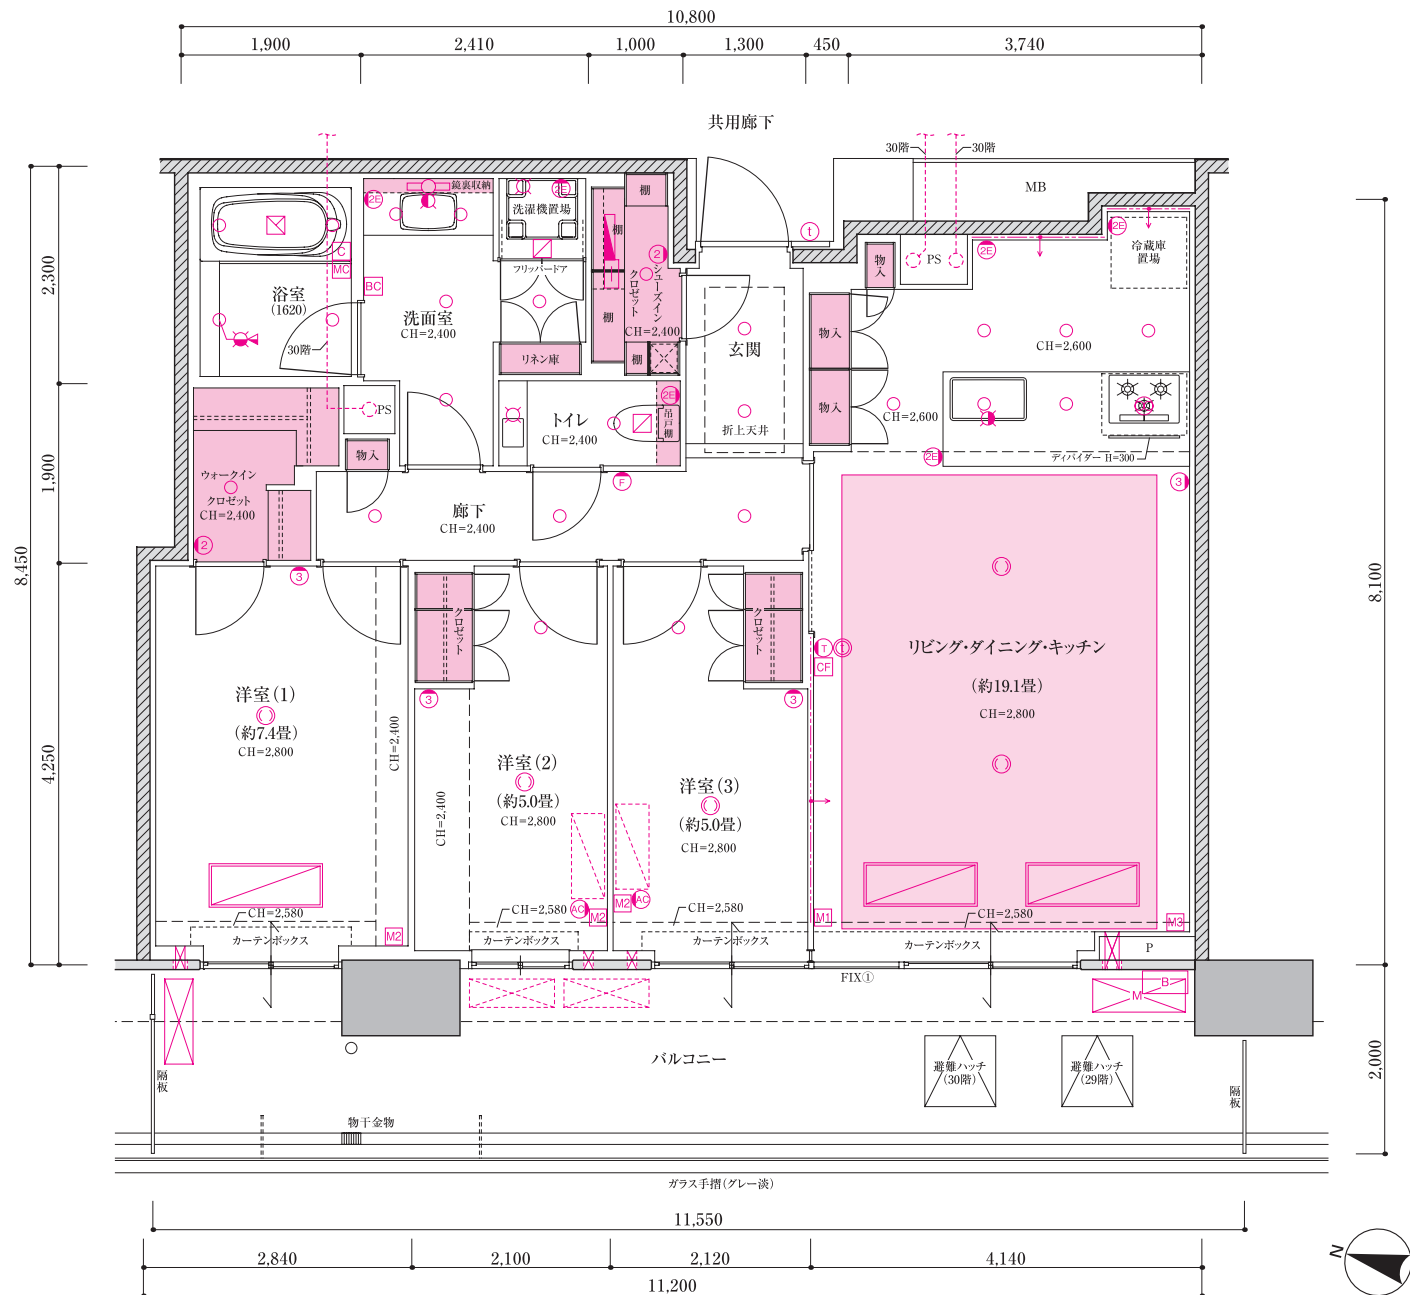 10,800
1,900
2,410
1,000
1,300
450
3,740
共用廊下
30階
30階
MB
2,300
1,900
8,450
4,250
8,100
2,000
鏡裏収納
2E
洗濯機置場
2E
棚
棚
2
シューズイン
クロゼット
CH=2,400
棚
棚
フリッパードア
リネン庫
t
物入
PS
2E
2E
冷蔵庫
置場
C
MC
BC
浴室
(1620)
30階
洗面室
CH=2,400
玄関
折上天井
物入
物入
CH=2,600
CH=2,600
ディバイダー H=300
2E
3
PS
物入
トイレ
CH=2,400
2E
吊戸棚
F
ウォークイン
クロゼット
CH=2,400
2
3
廊下
CH=2,400
クロゼット
クロゼット
3
3
T
t
CF
リビング・ダイニング・キッチン
(約19.1畳)
CH=2,800
洋室(1)
(約7.4畳)
CH=2,800
CH=2,400
洋室(2)
(約5.0畳)
CH=2,800
CH=2,400
洋室(3)
(約5.0畳)
CH=2,800
AC
M2
M2
AC
M1
M3
M2
CH=2,580
CH=2,580
CH=2,580
CH=2,580
カーテンボックス
カーテンボックス
カーテンボックス
カーテンボックス
P
FIX①
B
M
バルコニー
避難ハッチ
(30階)
避難ハッチ
(29階)
隔板
隔板
物干金物
ガラス手摺(グレー淡)
11,550
2,840
2,100
2,120
4,140
11,200
N